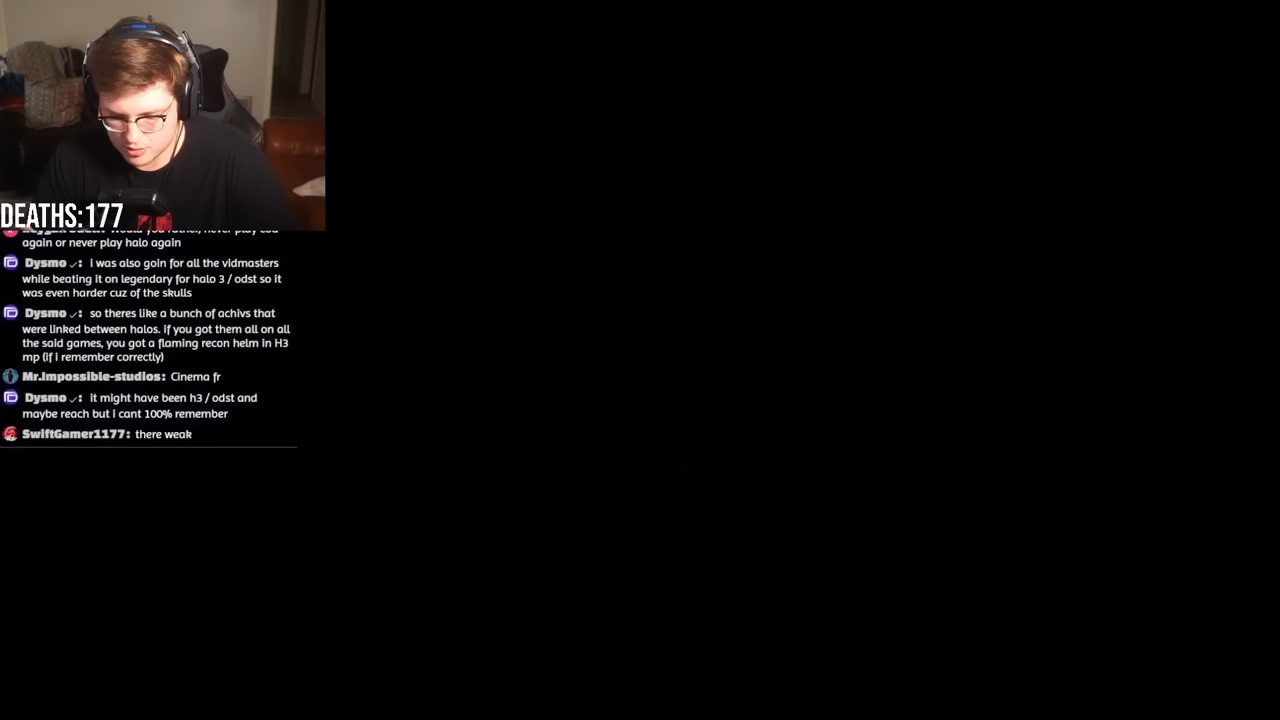 DEATHS:177
again or never play halo again
Dysmo ✓: i was also goin for all the vidmasters
while beating it on legendary for halo 3 / odst so it
was even harder cuz of the skulls
Dysmo ✓: so theres like a bunch of achivs that
were linked between halos. if you got them all on all
the said games, you got a flaming recon helm in H3
mp (if i remember correctly)
Mr.Impossible-studios: Cinema fr
Dysmo ✓: it might have been h3 / odst and
maybe reach but i cant 100% remember
SwiftGamer1177: there weak